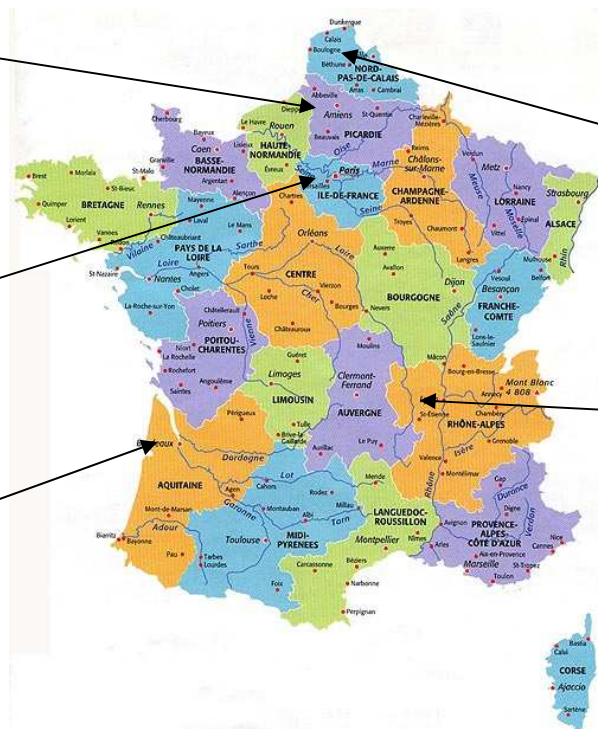 Dunkerque
Calais
Boulogne
Béthune
NORD-
PAS-DE-CALAIS
Arras
Cambrai
Abbeville
Dieppe
Amiens
St-Quentin
Charleville-
Mézières
PICARDIE
Cherbourg
Le Havre
Rouen
Beauvais
Oise
Bayeux
Caen
Lisieux
HAUTE-
NORMANDIE
Evreux
Reims
Verdun
Metz
Marne
Châlons-
sur-Marne
Granville
BASSE-
NORMANDIE
Argentan
Alençon
Paris
Versailles
ILE-DE-FRANCE
Seine
CHAMPAGNE-
ARDENNE
Meuse
Moselle
Nancy
LORRAINE
Strasbourg
ALSACE
Rhin
Brest
Morlaix
St-Brieuc
St-Malo
Quimper
BRETAGNE
Rennes
Lorient
Vannes
Redon
Vilaine
Mayenne
Laval
Le Mans
Châteaubriant
Chartres
Troyes
Chaumont
Langres
Vittel
Épinal
Mulhouse
Belfort
PAYS DE LA
LOIRE
Sarthe
Orléans
Loire
Auxerre
Avallon
Dijon
Vesoul
Besançon
St-Nazaire
Loire
Nantes
Angers
Cholet
Tours
CENTRE
Vierzon
Loche
Cher
Bourges
Nevers
BOURGOGNE
Saône
FRANCHE-
COMTE
Lons-le-
Saulnier
La-Roche-sur-Yon
Châtellerault
Vienne
Poitiers
Châteauroux
Moulins
Mâcon
Niort
POITOU-
CHARENTES
La Rochelle
Rochefort
Saintes
Angoulême
Guéret
Limoges
LIMOUSIN
Clermont-
Ferrand
AUVERGNE
Bourg-en-Bresse
Annecy
Mont Blanc
4 808
Chambéry
St-Étienne
RHÔNE-ALPES
Périgueux
Tulle
Brive-la-
Gaillarde
Aurillac
Le Puy
Isère
Grenoble
Valence
Dordogne
AQUITAINE
Lot
Cahors
Rodez
Mende
Rhône
Montélimar
Gap
Durance
Agen
Garonne
Montauban
Albi
Millau
Tarn
LANGUEDOC-
ROUSSILLON
Digne
Verdon
Mont-de-Marsan
Adour
Biarritz
Bayonne
Pau
Toulouse
MIDI-
PYRENEES
Montpellier
Nîmes
Avignon
Arles
PROVENCE-
ALPES-
CÔTE D'AZUR
Nice
Cannes
Aix-en-Provence
St-Tropez
Marseille
Toulon
Tarbes
Lourdes
Foix
Carcassonne
Béziers
Narbonne
Perpignan
Bastia
Calvi
CORSE
Ajaccio
Sartène